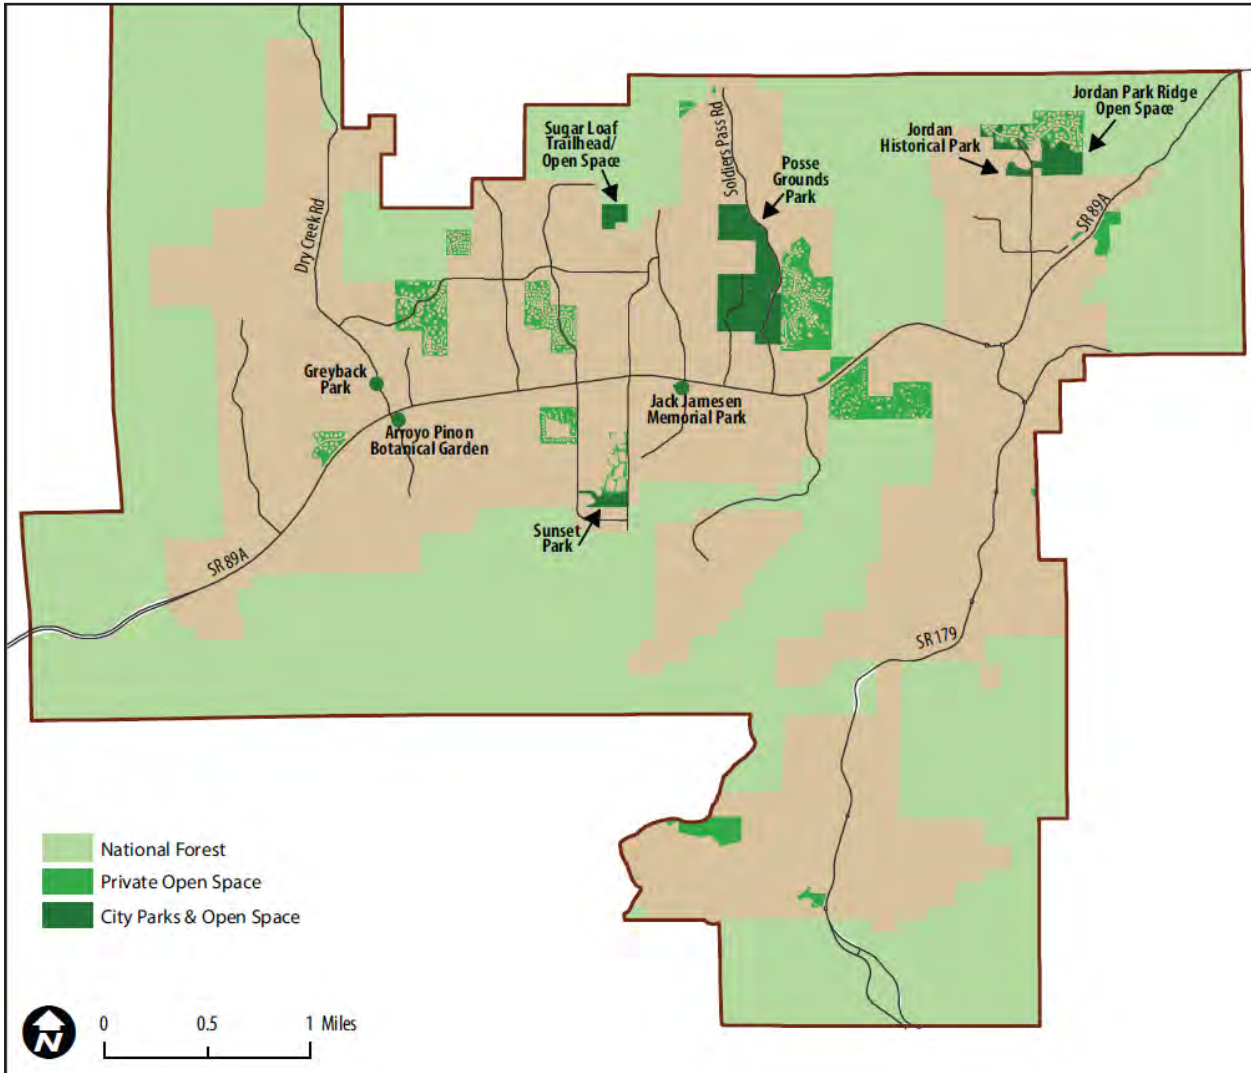 Sugar Loaf
Trailhead/
Open Space
Soldiers Pass Rd
Posse
Grounds
Park
Jordan
Historical Park
Jordan Park Ridge
Open Space
SR 89A
Dry Creek Rd
Greyback
Park
Arroyo Pinon
Botanical Garden
Jack Jamesen
Memorial Park
Sunset
Park
SR 89A
SR 179
National Forest
Private Open Space
City Parks & Open Space
N
0 0.5 1 Miles